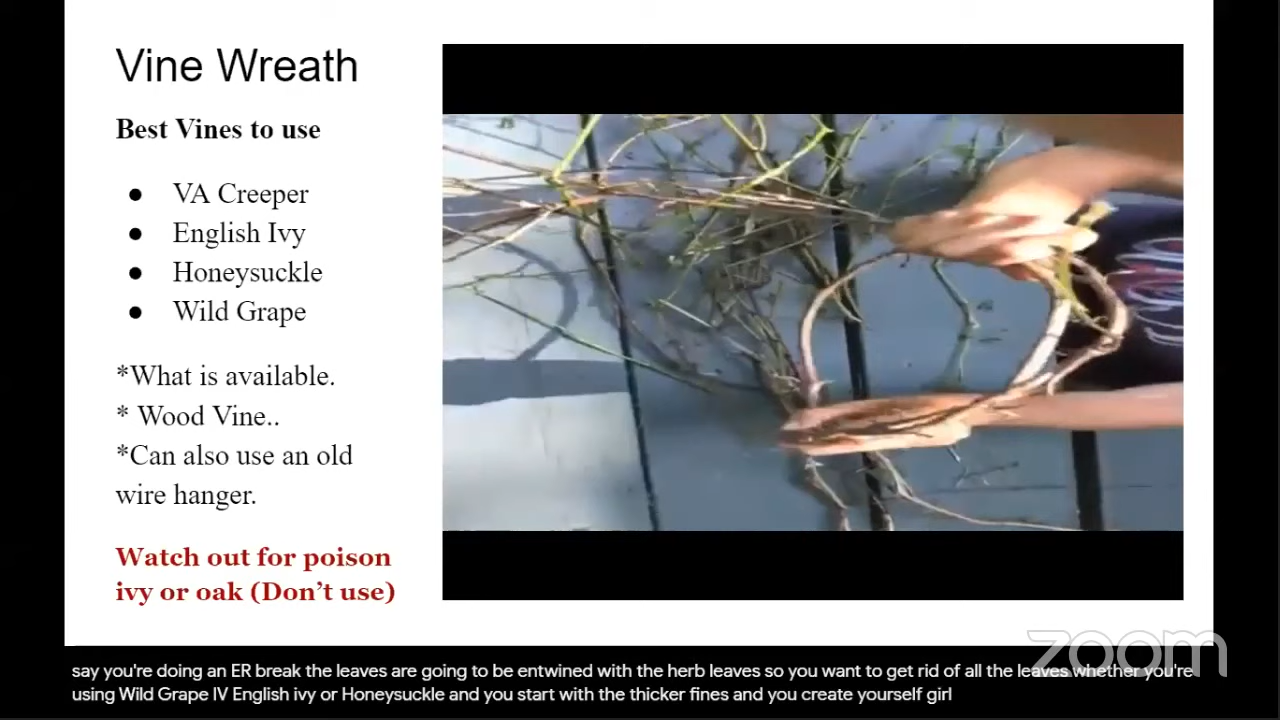 Vine Wreath
Best Vines to use
● VA Creeper
● English Ivy
● Honeysuckle
● Wild Grape
*What is available.
* Wood Vine..
*Can also use an old
wire hanger.
Watch out for poison
ivy or oak (Don’t use)
zoom
say you're doing an ER break the leaves are going to be entwined with the herb leaves so you want to get rid of all the leaves whether you're
using Wild Grape IV English ivy or Honeysuckle and you start with the thicker fines and you create yourself girl